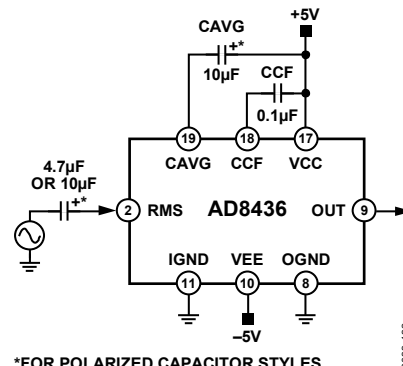 CAVG
+5V
+*
10µF
CCF
0.1µF
19
18
17
CAVG
CCF
VCC
4.7µF
OR 10µF
+*
2
RMS
AD8436
OUT
9
IGND
VEE
OGND
11
10
8
–5V
*FOR POLARIZED CAPACITOR STYLES